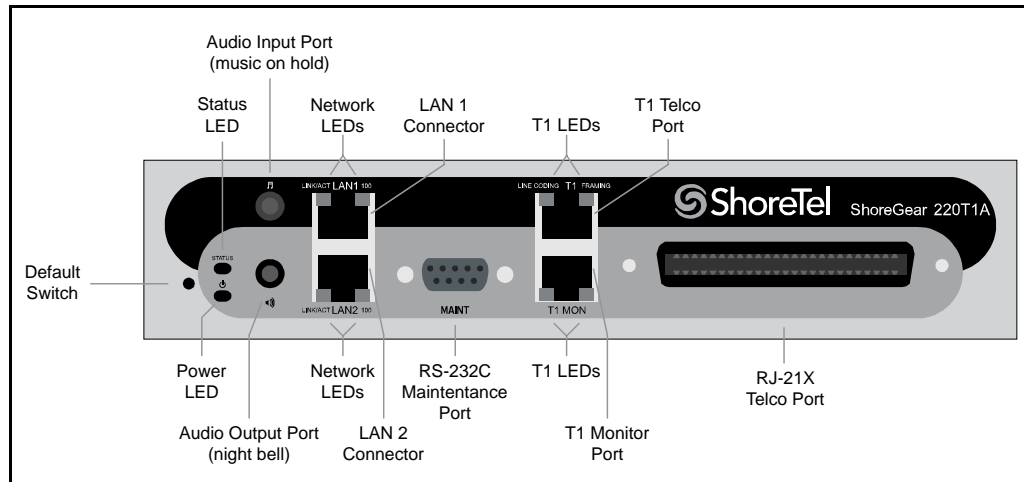 Audio Input Port
(music on hold)
Status
LED
Network
LEDs
LAN 1
Connector
T1 LEDs
T1 Telco
Port
LINK/ACT LAN1 100
LINE CODING T1 FRAMING
ShoreTel
ShoreGear 220T1A
STATUS
Default
Switch
LINK/ACT LAN2 100
MAINT
T1 MON
Power
LED
Network
LEDs
RS-232C
Maintentance
Port
T1 LEDs
RJ-21X
Telco Port
Audio Output Port
(night bell)
LAN 2
Connector
T1 Monitor
Port